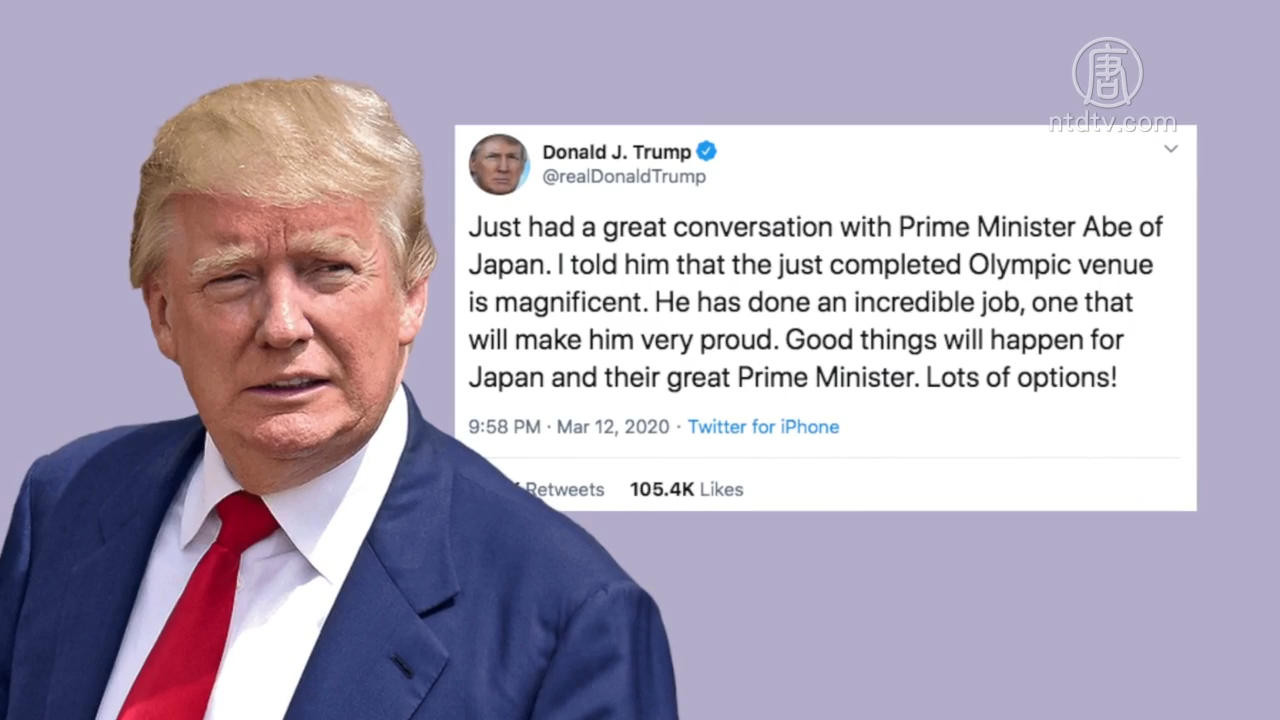 唐
ntdtv.com
Donald J. Trump
@realDonaldTrump
Just had a great conversation with Prime Minister Abe of
Japan. I told him that the just completed Olympic venue
is magnificent. He has done an incredible job, one that
will make him very proud. Good things will happen for
Japan and their great Prime Minister. Lots of options!
9:58 PM · Mar 12, 2020 · Twitter for iPhone
Retweets 105.4K Likes